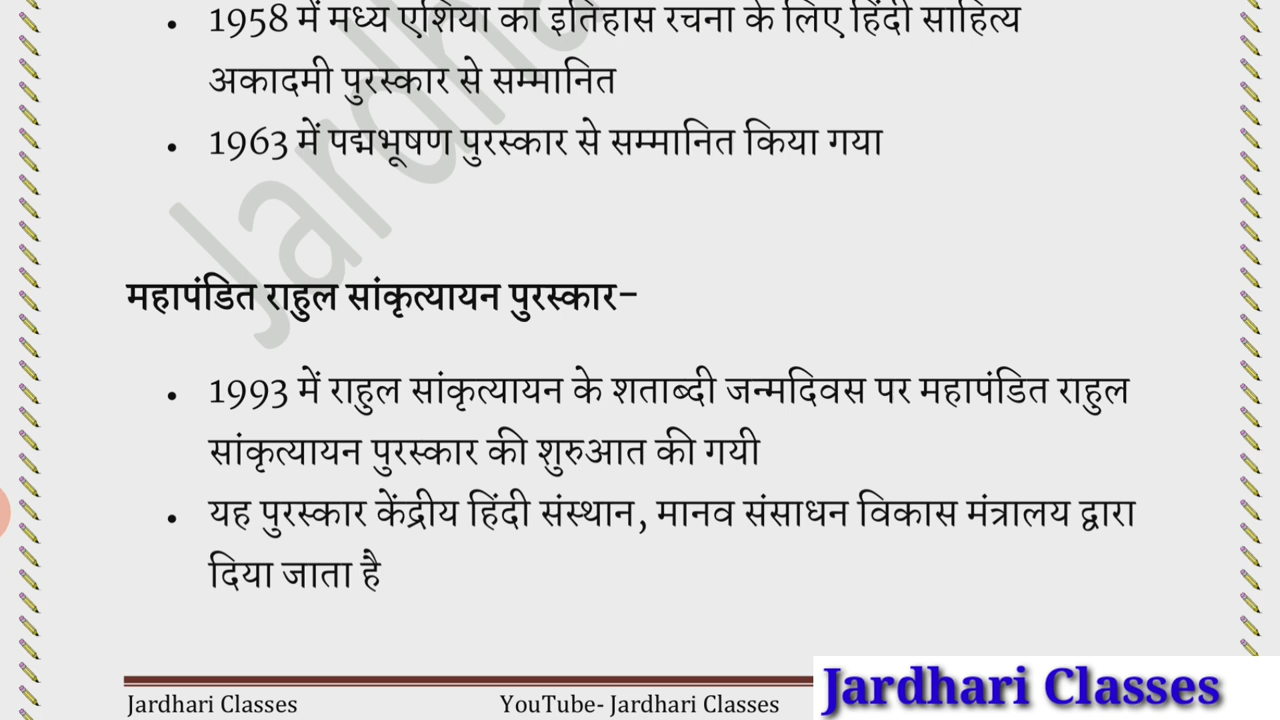 1958 में मध्य एशिया का इतिहास रचना के लिए हिंदी साहित्य
अकादमी पुरस्कार से सम्मानित
1963 में पद्मभूषण पुरस्कार से सम्मानित किया गया
महापंडित राहुल सांकृत्यायन पुरस्कार–
1993 में राहुल सांकृत्यायन के शताब्दी जन्मदिवस पर महापंडित राहुल
सांकृत्यायन पुरस्कार की शुरुआत की गयी
यह पुरस्कार केंद्रीय हिंदी संस्थान, मानव संसाधन विकास मंत्रालय द्वारा
दिया जाता है
Jardhari Classes
YouTube- Jardhari Classes
Jardhari Classes